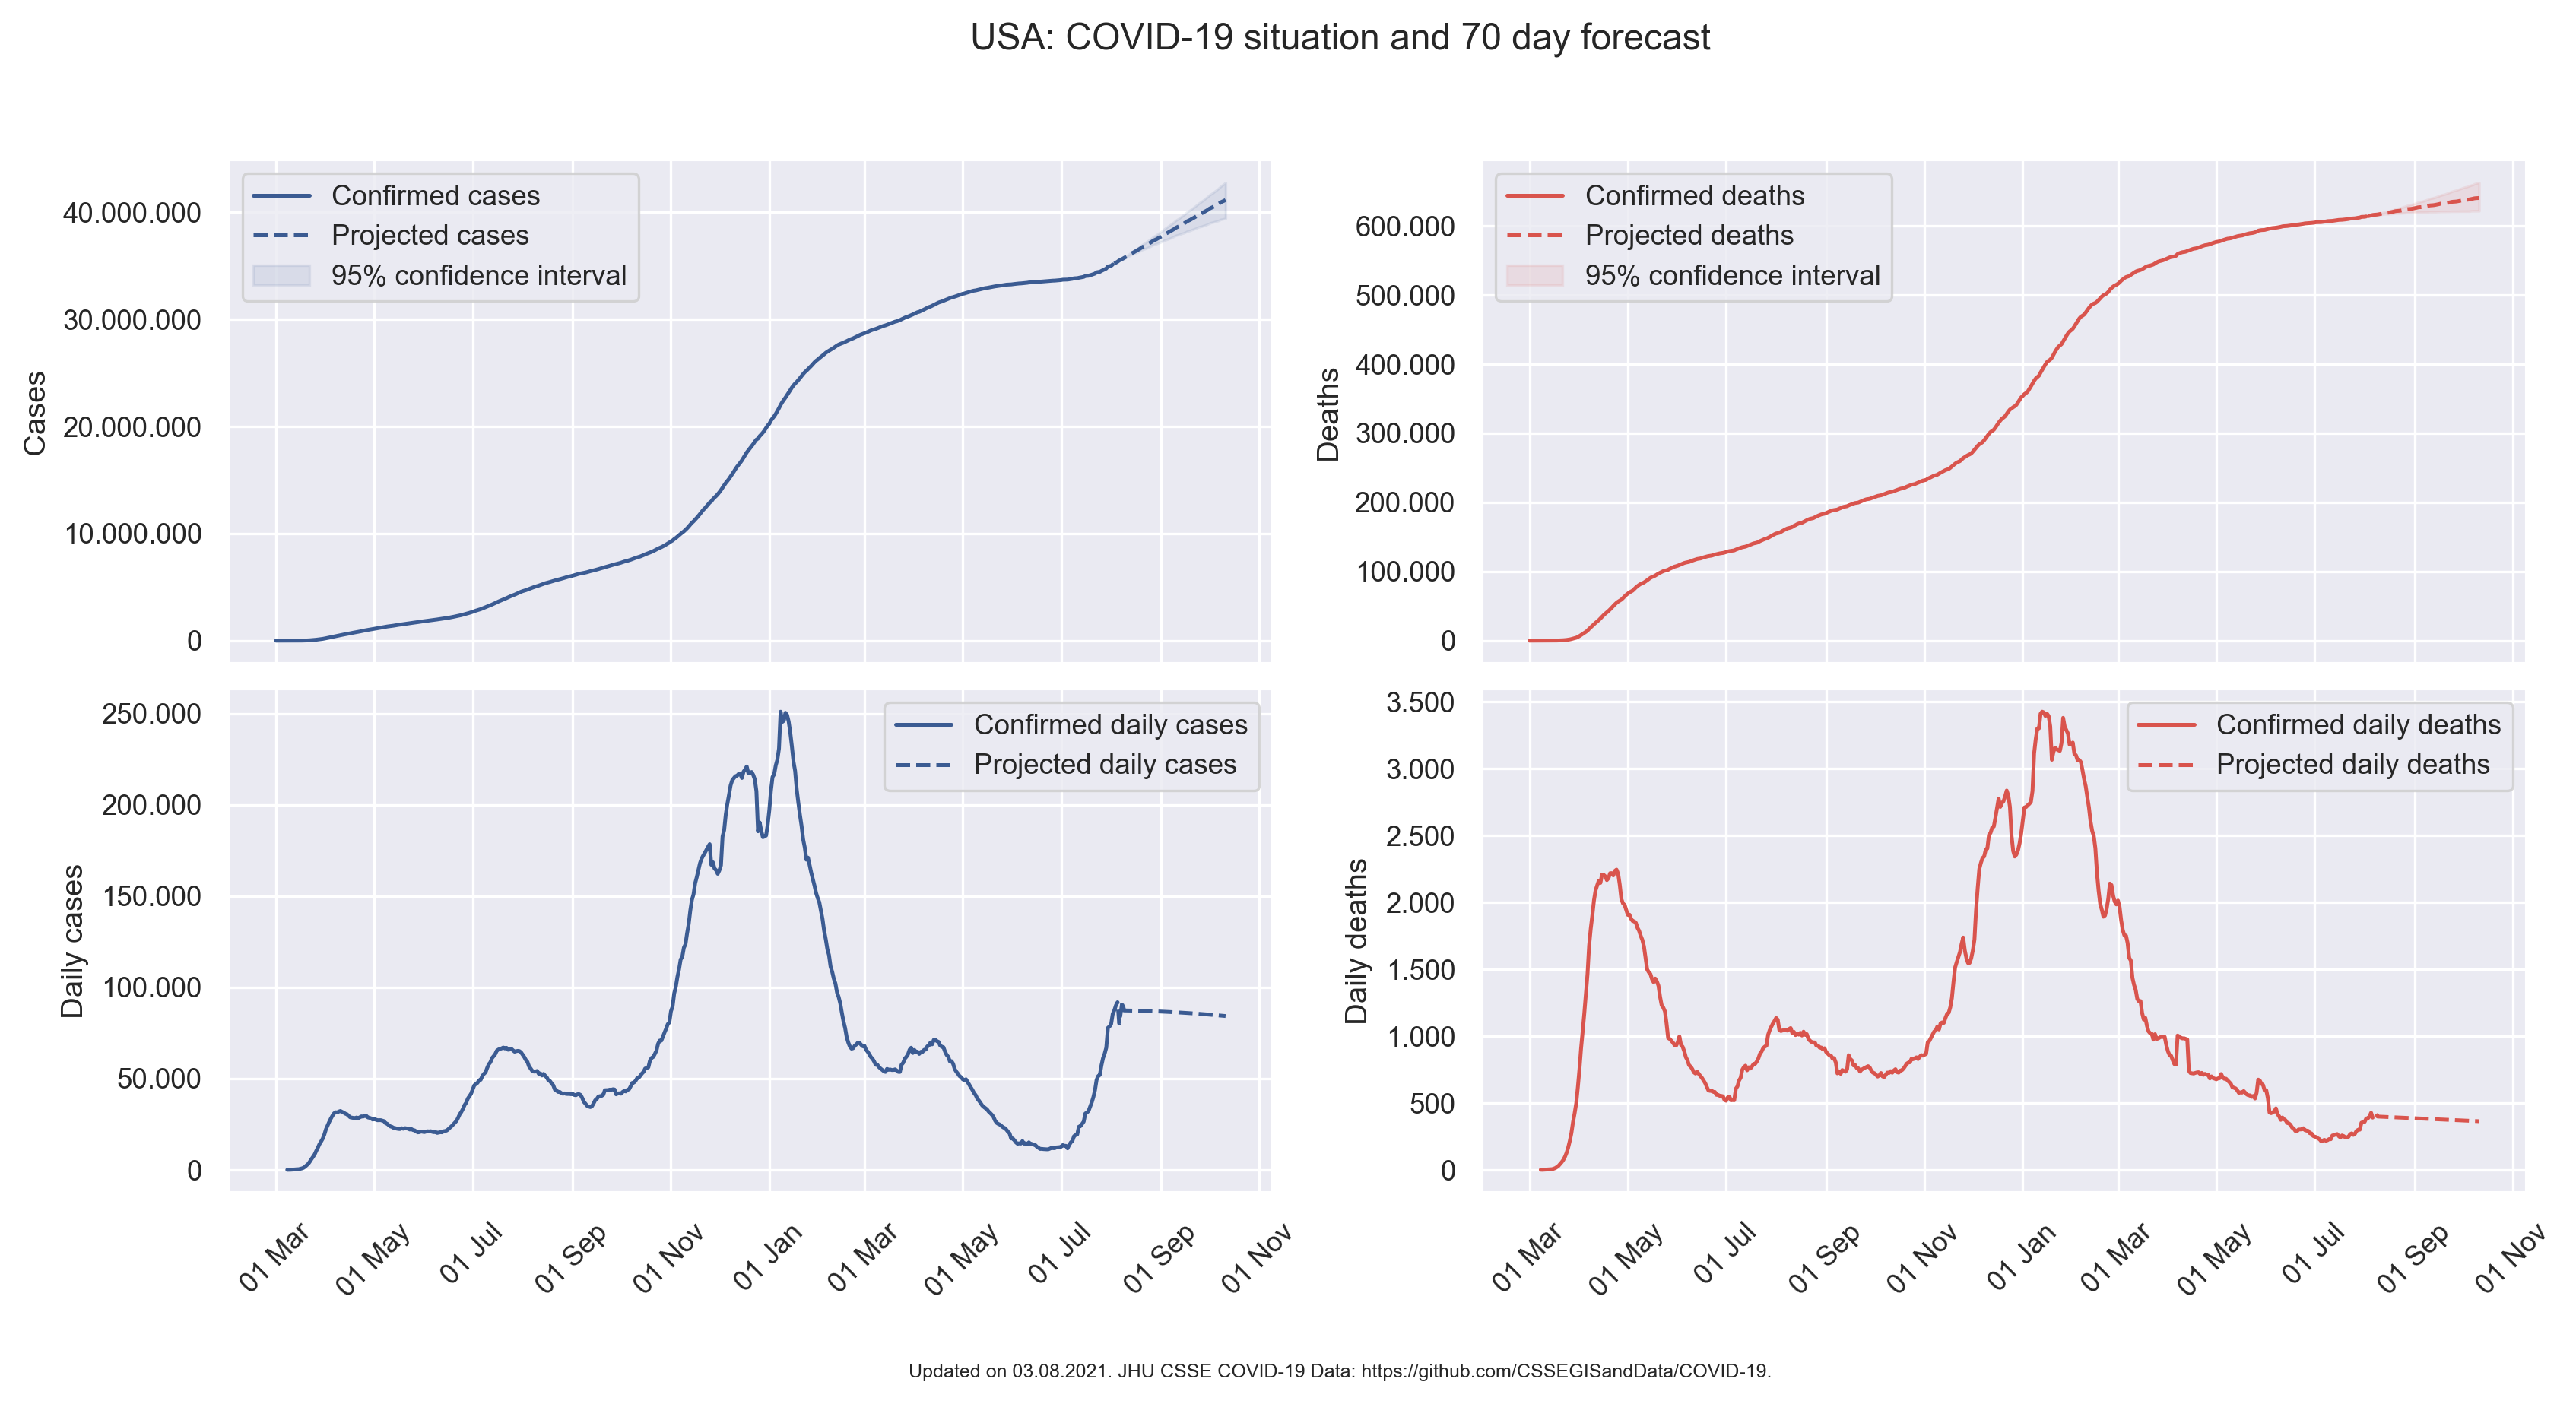 USA: COVID-19 situation and 70 day forecast
Confirmed cases
Projected cases
95% confidence interval
Cases
40.000.000
30.000.000
20.000.000
10.000.000
0
Confirmed deaths
Projected deaths
95% confidence interval
Deaths
600.000
500.000
400.000
300.000
200.000
100.000
0
Confirmed daily cases
Projected daily cases
Daily cases
250.000
200.000
150.000
100.000
50.000
0
01 Mar
01 May
01 Jul
01 Sep
01 Nov
01 Jan
01 Mar
01 May
01 Jul
01 Sep
01 Nov
Confirmed daily deaths
Projected daily deaths
Daily deaths
3.500
3.000
2.500
2.000
1.500
1.000
500
0
01 Mar
01 May
01 Jul
01 Sep
01 Nov
01 Jan
01 Mar
01 May
01 Jul
01 Sep
01 Nov
Updated on 03.08.2021. JHU CSSE COVID-19 Data: https://github.com/CSSEGISandData/COVID-19.